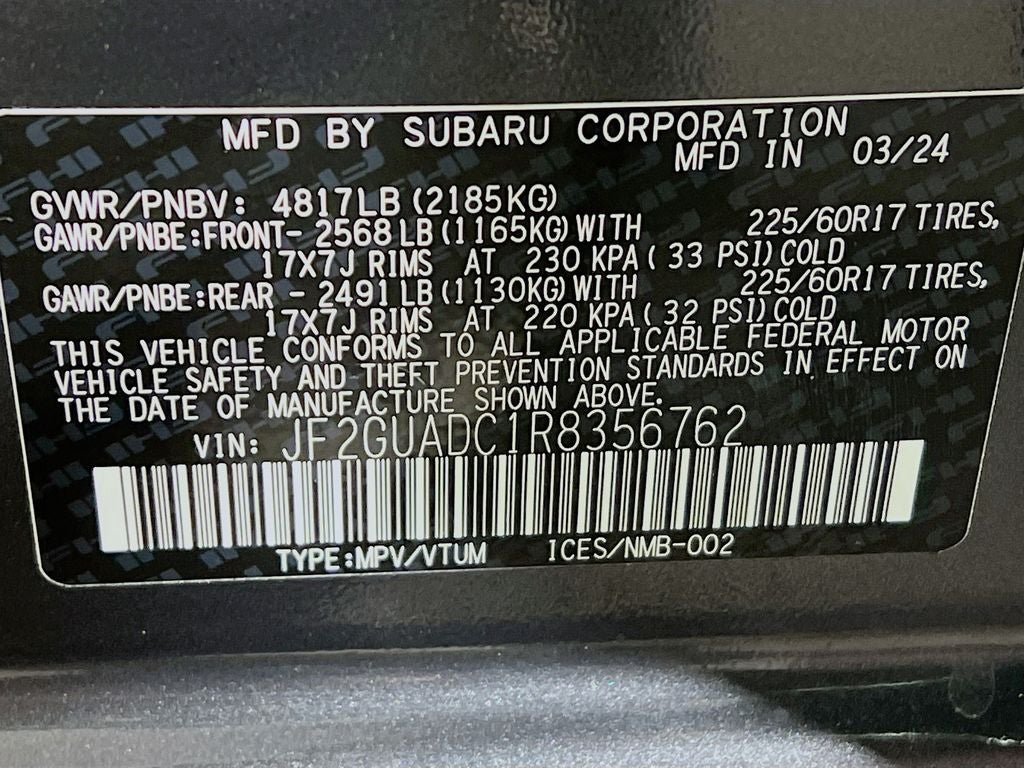 MFD BY SUBARU CORPORATION
MFD IN 03/24
GVWR/PNBV: 4817LB (2185KG)
GAWR/PNBE:FRONT- 2568 LB (1165KG) WITH 225/60R17 TIRES,
17X7J RIMS AT 230 KPA ( 33 PSI) COLD
GAWR/PNBE:REAR - 2491 LB (1130KG) WITH 225/60R17 TIRES,
17X7J RIMS AT 220 KPA ( 32 PSI) COLD
THIS VEHICLE CONFORMS TO ALL APPLICABLE FEDERAL MOTOR
VEHICLE SAFETY AND THEFT PREVENTION STANDARDS IN EFFECT ON
THE DATE OF MANUFACTURE SHOWN ABOVE.
VIN: JF2GUADC1R8356762
TYPE:MPV/VTUM ICES/NMB-002